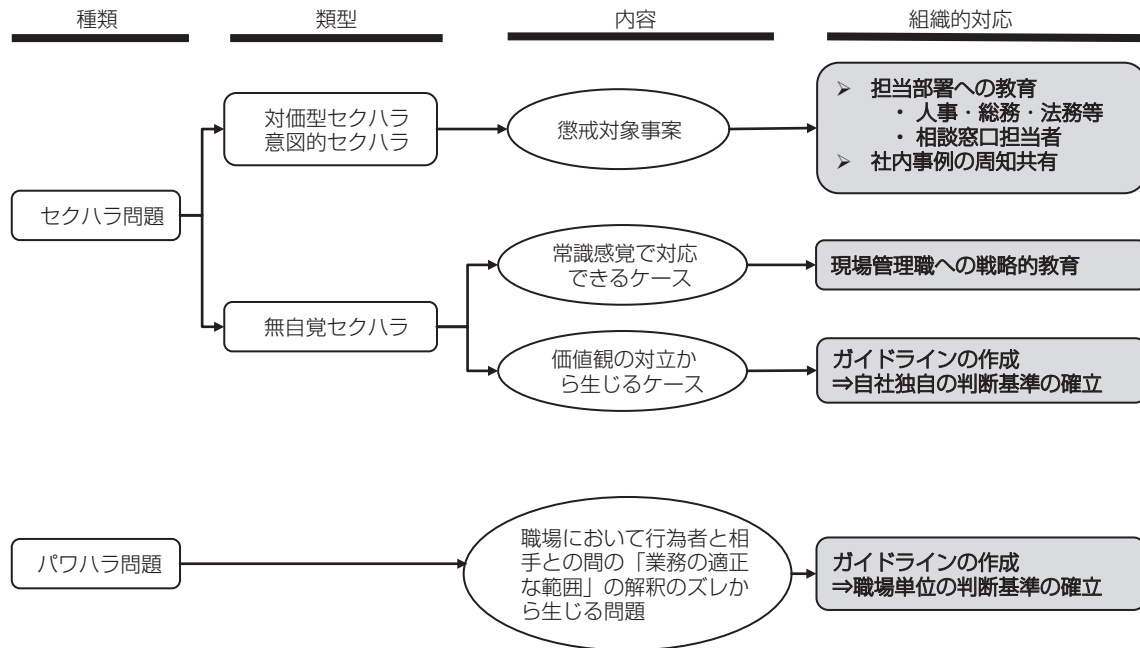 種類
類型
内容
組織的対応
セクハラ問題
対価型セクハラ
意図的セクハラ
懲戒対象事案
➢ 担当部署への教育
・ 人事・総務・法務等
・ 相談窓口担当者
➢ 社内事例の周知共有
無自覚セクハラ
常識感覚で対応
できるケース
現場管理職への戦略的教育
価値観の対立か
ら生じるケース
ガイドラインの作成
⇒自社独自の判断基準の確立
パワハラ問題
職場において行為者と相
手との間の「業務の適正
な範囲」の解釈のズレか
ら生じる問題
ガイドラインの作成
⇒職場単位の判断基準の確立